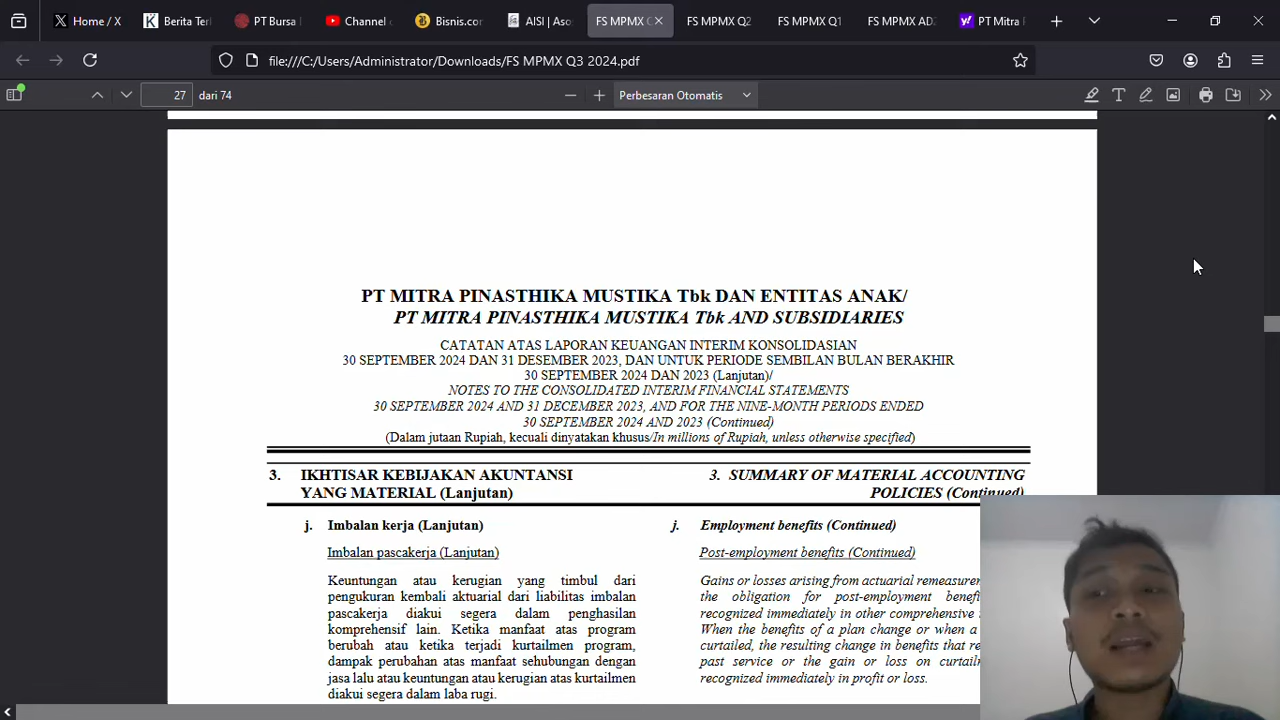 Home / X
Berita Ter
PT Bursa
Channel
Bisnis.cor
AISI | Aso
FS MPMX
FS MPMX Q2
FS MPMX Q1
FS MPMX AD
PT Mitra
file:///C:/Users/Administrator/Downloads/FS MPMX Q3 2024.pdf
27 dari 74
Perbesaran Otomatis
PT MITRA PINASTHIKA MUSTIKA Tbk DAN ENTITAS ANAK/
PT MITRA PINASTHIKA MUSTIKA Tbk AND SUBSIDIARIES
CATATAN ATAS LAPORAN KEUANGAN INTERIM KONSOLIDASIAN
30 SEPTEMBER 2024 DAN 31 DESEMBER 2023, DAN UNTUK PERIODE SEMBILAN BULAN BERAKHIR
30 SEPTEMBER 2024 DAN 2023 (Lanjutan)/
NOTES TO THE CONSOLIDATED INTERIM FINANCIAL STATEMENTS
30 SEPTEMBER 2024 AND 31 DECEMBER 2023, AND FOR THE NINE-MONTH PERIODS ENDED
30 SEPTEMBER 2024 AND 2023 (Continued)
(Dalam jutaan Rupiah, kecuali dinyatakan khusus/In millions of Rupiah, unless otherwise specified)
3. IKHTISAR KEBIJAKAN AKUNTANSI
YANG MATERIAL (Lanjutan)
3. SUMMARY OF MATERIAL ACCOUNTING
POLICIES (Continued)
j. Imbalan kerja (Lanjutan)
Imbalan pascakerja (Lanjutan)
Keuntungan atau kerugian yang timbul dari
pengukuran kembali aktuarial dari liabilitas imbalan
pascakerja diakui segera dalam penghasilan
komprehensif lain. Ketika manfaat atas program
berubah atau ketika terjadi kurtailmen program,
dampak perubahan atas manfaat sehubungan dengan
jasa lalu atau keuntungan atau kerugian atas kurtailmen
diakui segera dalam laba rugi.
j. Employment benefits (Continued)
Post-employment benefits (Continued)
Gains or losses arising from actuarial remeasurem
the obligation for post-employment benefi
recognized immediately in other comprehensive
When the benefits of a plan change or when a
curtailed, the resulting change in benefits that re
past service or the gain or loss on curtail
recognized immediately in profit or loss.